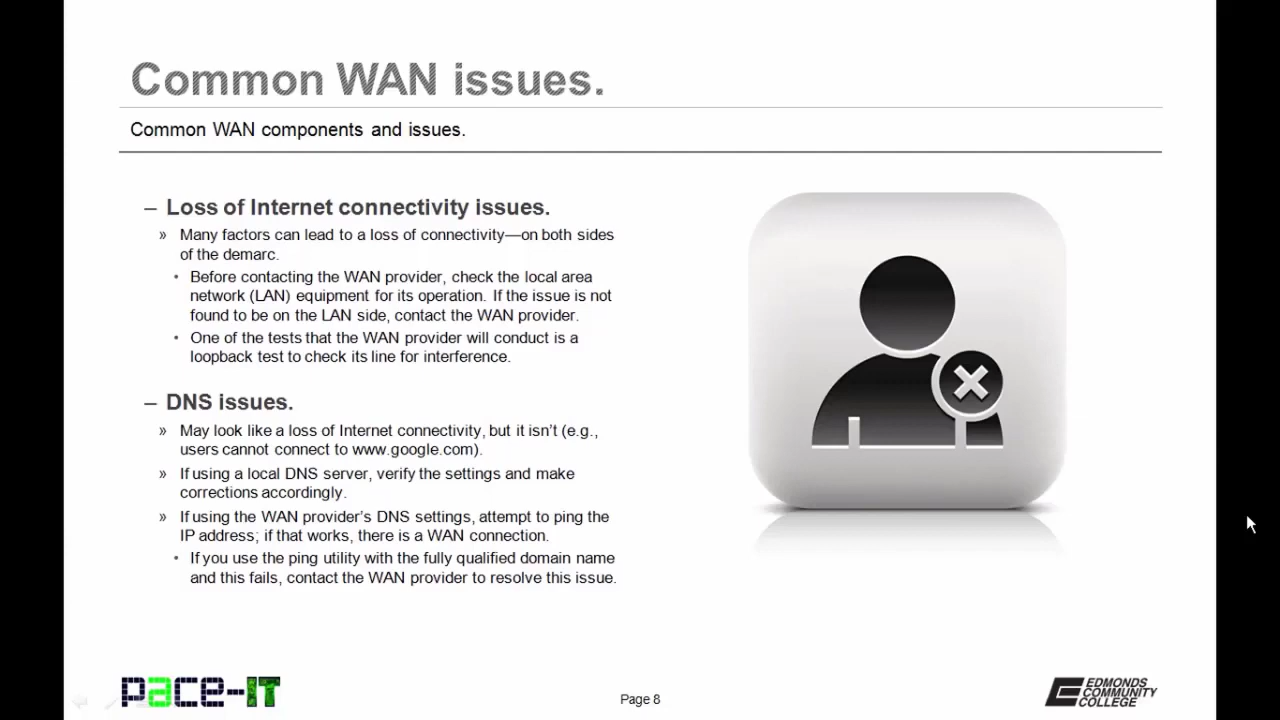 Common WAN issues.
Common WAN components and issues.
– Loss of Internet connectivity issues.
» Many factors can lead to a loss of connectivity—on both sides
of the demarc.
• Before contacting the WAN provider, check the local area
network (LAN) equipment for its operation. If the issue is not
found to be on the LAN side, contact the WAN provider.
• One of the tests that the WAN provider will conduct is a
loopback test to check its line for interference.
– DNS issues.
» May look like a loss of Internet connectivity, but it isn’t (e.g.,
users cannot connect to www.google.com).
» If using a local DNS server, verify the settings and make
corrections accordingly.
» If using the WAN provider’s DNS settings, attempt to ping the
IP address; if that works, there is a WAN connection.
• If you use the ping utility with the fully qualified domain name
and this fails, contact the WAN provider to resolve this issue.
pace-IT
Page 8
EDMONDS
COMMUNITY
COLLEGE